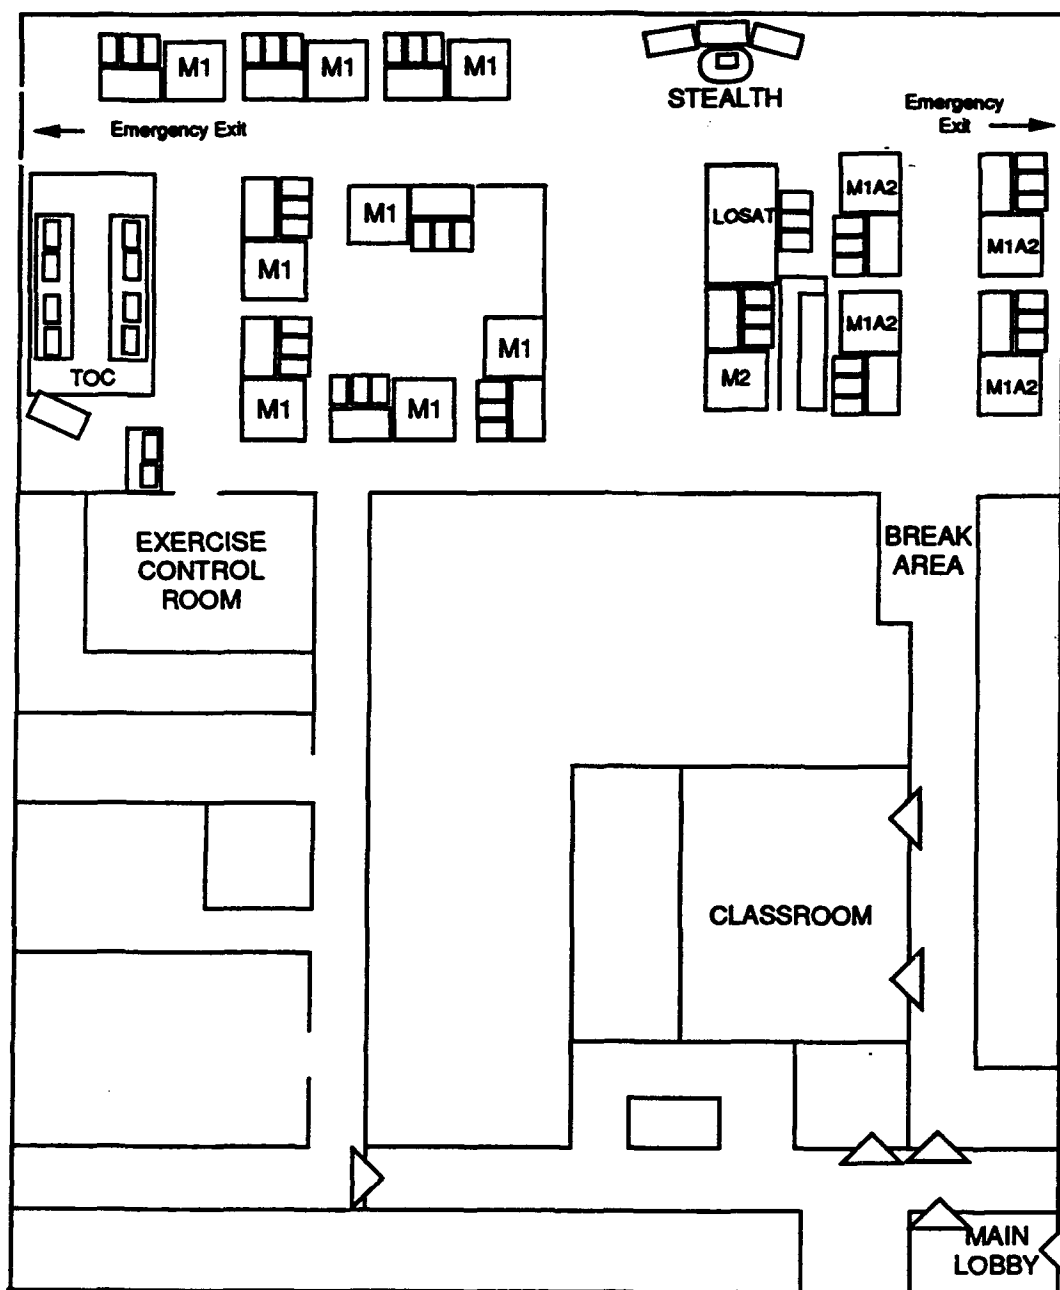 M1
M1
M1
STEALTH
Emergency Exit
Emergency
Exit
M1
M1
LOSAT
M1A2
M1A2
M1
M1
M1
M1
M2
M1A2
M1A2
TOC
EXERCISE
CONTROL
ROOM
BREAK
AREA
CLASSROOM
MAIN
LOBBY